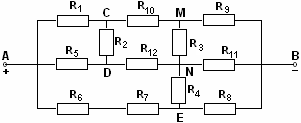 R1 C R10 M R9
A R2 R3 B
+ R5 D R12 N R11 −
R4
R6 R7 E R8